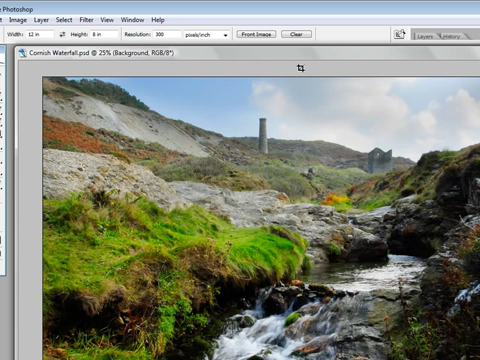 Photoshop
t Image Layer Select Filter View Window Help
Width: 12 in Height: 8 in Resolution: 300 pixels/inch Front Image Clear Layers History
Cornish Waterfall.psd @ 25% (Background, RGB/8*)